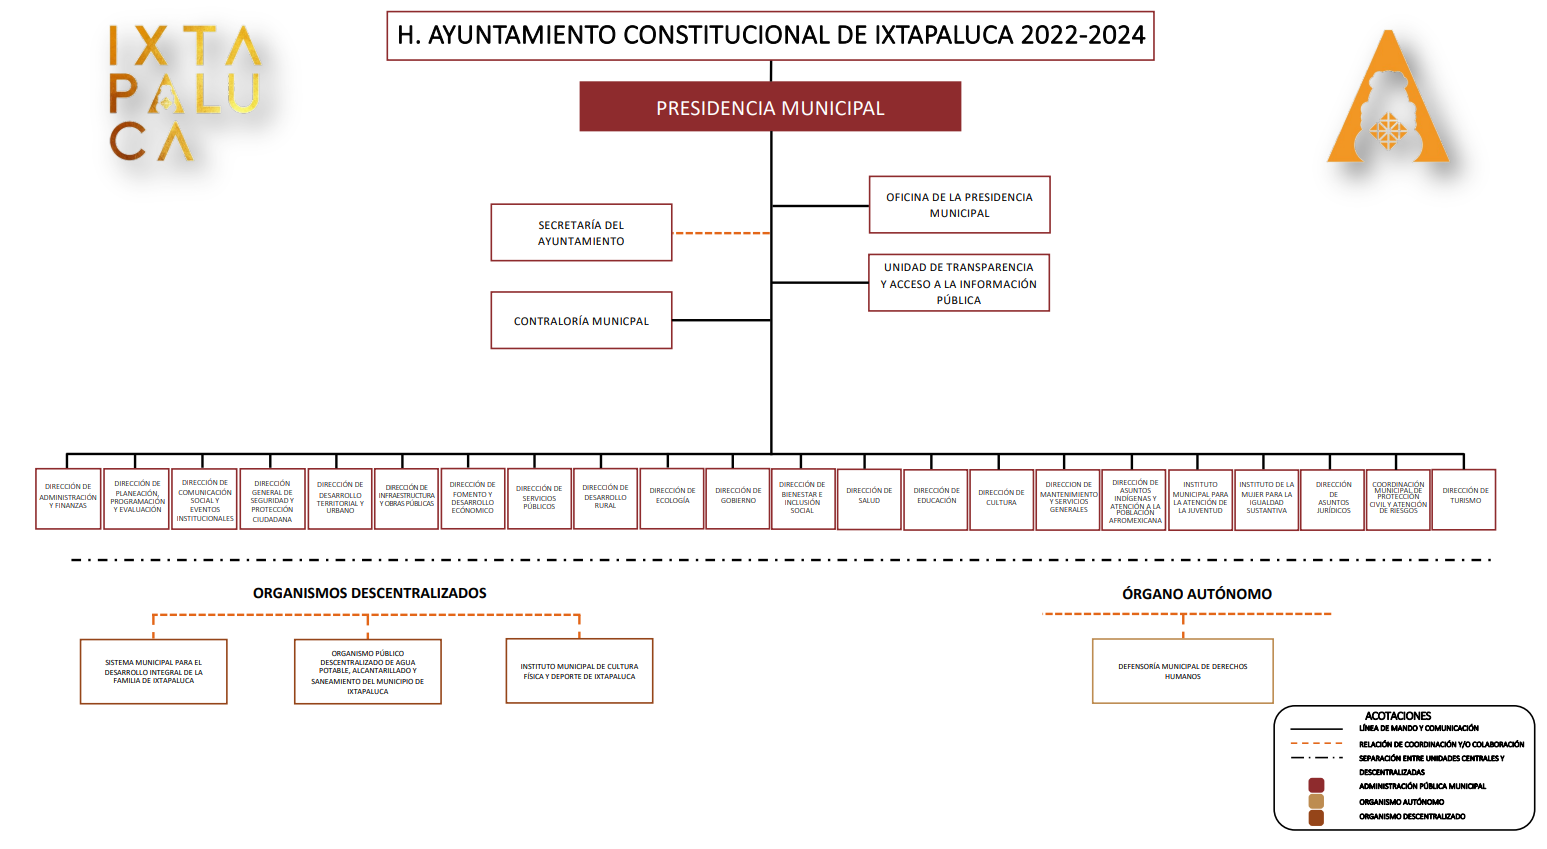 IXTA
PALU
CA
H. AYUNTAMIENTO CONSTITUCIONAL DE IXTAPALUCA 2022-2024
PRESIDENCIA MUNICIPAL
OFICINA DE LA PRESIDENCIA
MUNICIPAL
SECRETARÍA DEL
AYUNTAMIENTO
UNIDAD DE TRANSPARENCIA
Y ACCESO A LA INFORMACIÓN
PÚBLICA
CONTRALORÍA MUNICPAL
DIRECCIÓN DE
ADMINISTRACIÓN
Y FINANZAS
DIRECCIÓN DE
PLANEACIÓN,
PROGRAMACIÓN
Y EVALUACIÓN
DIRECCIÓN DE
COMUNICACIÓN
SOCIAL Y
EVENTOS
INSTITUCIONALES
DIRECCIÓN
GENERAL DE
SEGURIDAD Y
PROTECCIÓN
CIUDADANA
DIRECCIÓN DE
DESARROLLO
TERRITORIAL Y
URBANO
DIRECCIÓN DE
INFRAESTRUCTURA
Y OBRAS PÚBLICAS
DIRECCIÓN DE
FOMENTO Y
DESARROLLO
ECÓNOMICO
DIRECCIÓN DE
SERVICIOS
PÚBLICOS
DIRECCIÓN DE
DESARROLLO
RURAL
DIRECCIÓN DE
ECOLOGÍA
DIRECCIÓN DE
GOBIERNO
DIRECCIÓN DE
BIENESTAR E
INCLUSIÓN
SOCIAL
DIRECCIÓN DE
SALUD
DIRECCIÓN DE
EDUCACIÓN
DIRECCIÓN DE
CULTURA
DIRECCION DE
MANTENIMIENTO
Y SERVICIOS
GENERALES
DIRECCIÓN DE
ASUNTOS
INDÍGENAS Y
ATENCIÓN A LA
POBLACIÓN
AFROMEXICANA
INSTITUTO
MUNICIPAL PARA
LA ATENCIÓN DE
LA JUVENTUD
INSTITUTO DE LA
MUJER PARA LA
IGUALDAD
SUSTANTIVA
DIRECCIÓN
DE
ASUNTOS
JURÍDICOS
COORDINACIÓN
MUNICIPAL DE
PROTECCIÓN
CIVIL Y ATENCIÓN
DE RIESGOS
DIRECCIÓN DE
TURISMO
ORGANISMOS DESCENTRALIZADOS
SISTEMA MUNICIPAL PARA EL
DESARROLLO INTEGRAL DE LA
FAMILIA DE IXTAPALUCA
ORGANISMO PÚBLICO
DESCENTRALIZADO DE AGUA
POTABLE, ALCANTARILLADO Y
SANEAMIENTO DEL MUNICIPIO DE
IXTAPALUCA
INSTITUTO MUNICIPAL DE CULTURA
FÍSICA Y DEPORTE DE IXTAPALUCA
ÓRGANO AUTÓNOMO
DEFENSORÍA MUNICIPAL DE DERECHOS
HUMANOS
ACOTACIONES
LÍNEA DE MANDO Y COMUNICACIÓN
RELACIÓN DE COORDINACIÓN Y/O COLABORACIÓN
SEPARACIÓN ENTRE UNIDADES CENTRALES Y
DESCENTRALIZADAS
ADMINISTRACIÓN PÚBLICA MUNICIPAL
ORGANISMO AUTÓNOMO
ORGANISMO DESCENTRALIZADO